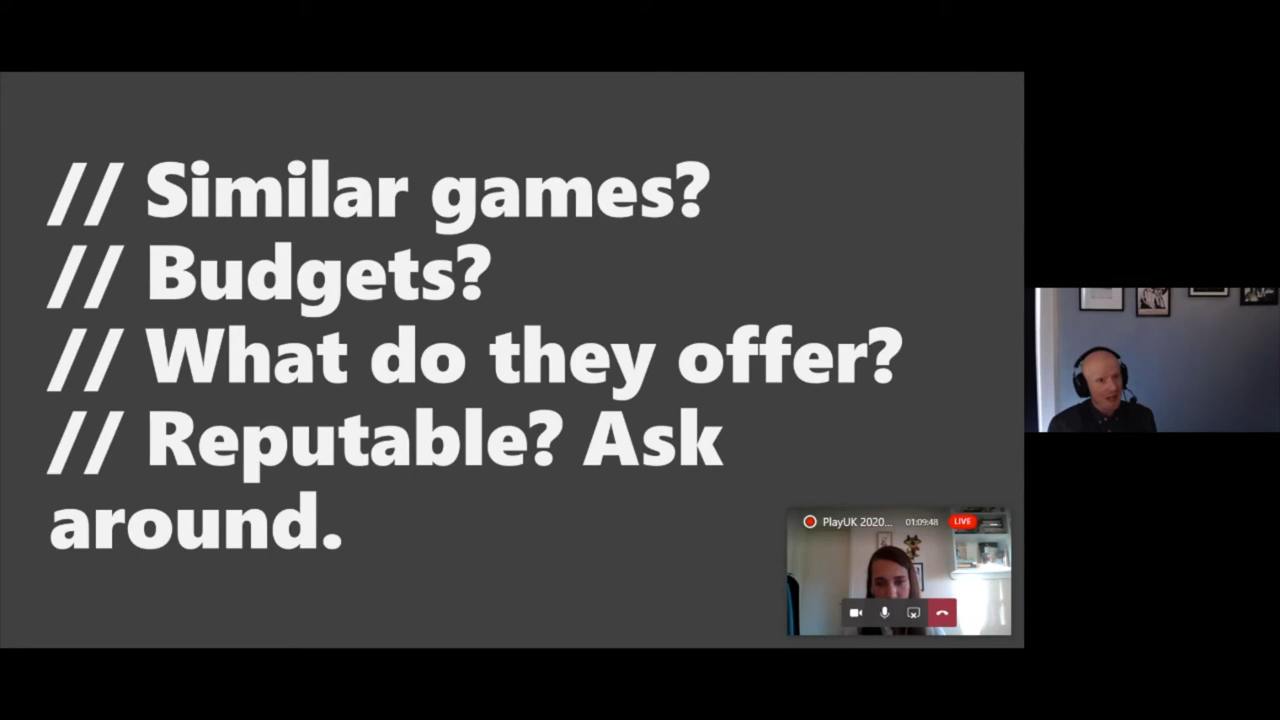 // Similar games?
// Budgets?
// What do they offer?
// Reputable? Ask
around.
PlayUK 2020... 01:09:48 LIVE